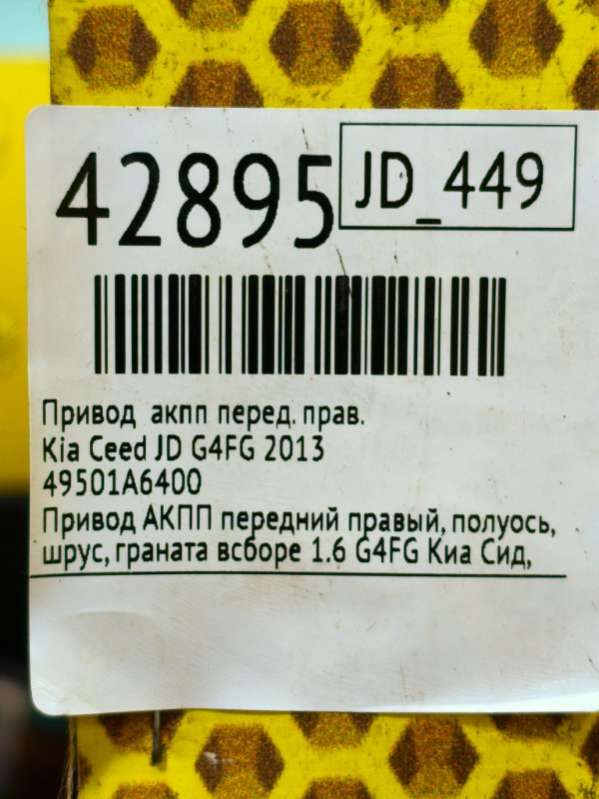 42895
JD_449
Привод акпп перед. прав.
Kia Ceed JD G4FG 2013
49501A6400
Привод АКПП передний правый, полуось,
шрус, граната всборе 1.6 G4FG Киа Сид,